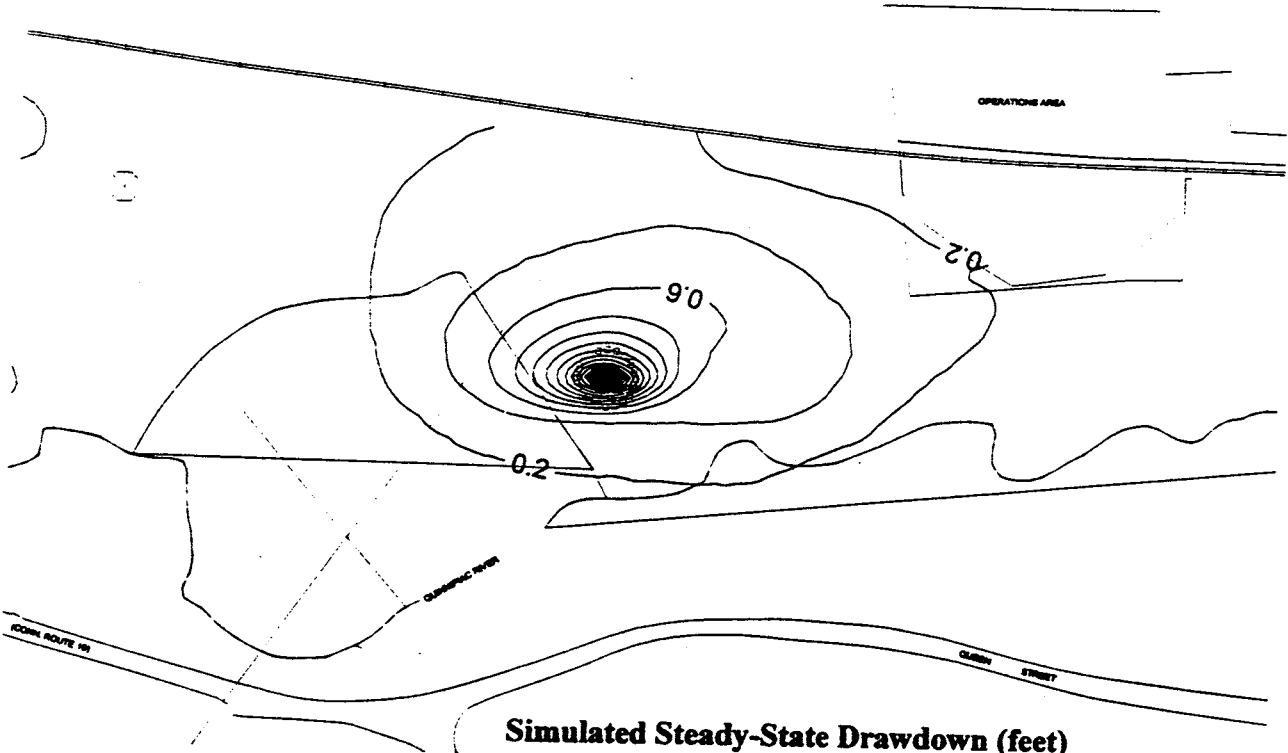 OPERATIONS AREA
0.2
0.6
0.2
QUINNIPIAC RIVER
(CONN. ROUTE 10)
QUEEN STREET
Simulated Steady-State Drawdown (feet)